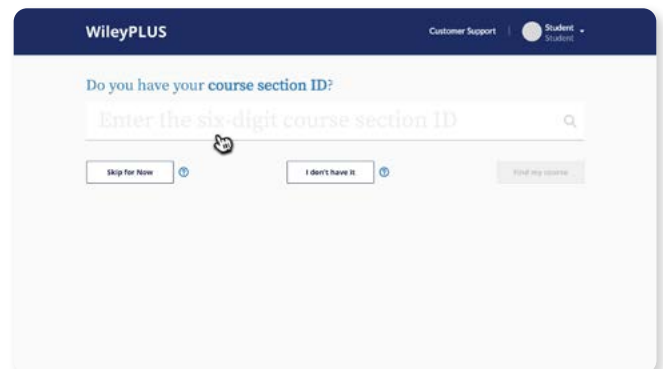 WileyPLUS
Customer Support
Student
Student
Do you have your course section ID?
Enter the six-digit course section ID
Skip for Now
I don't have it
Find my course